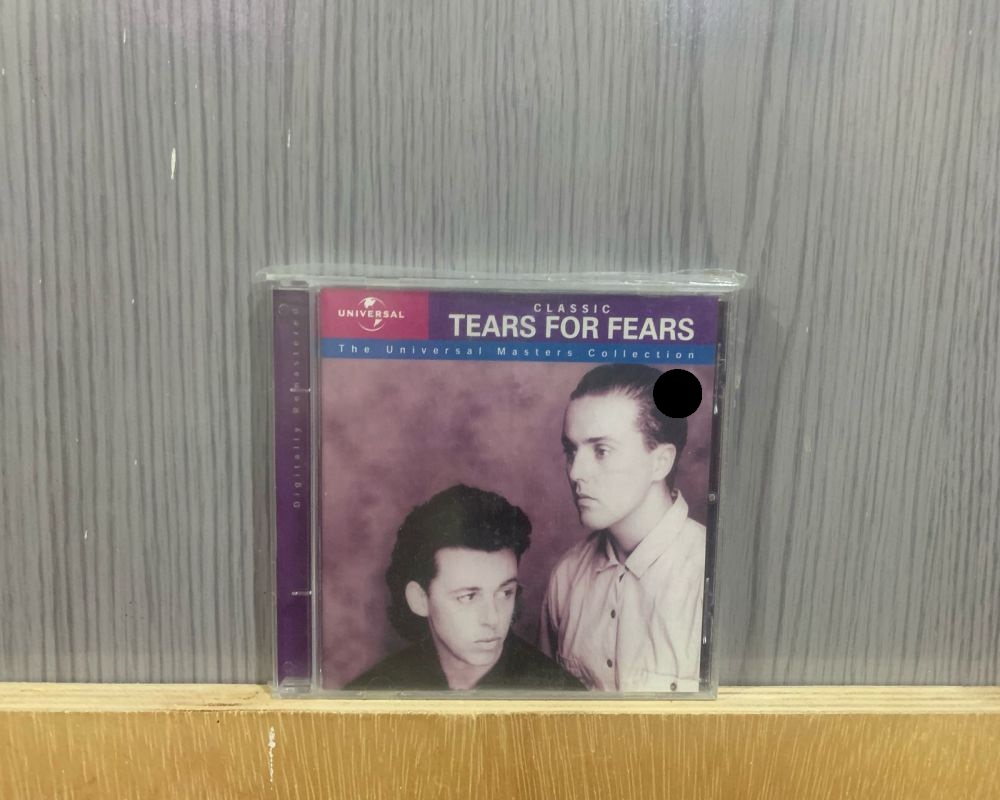 UNIVERSAL
CLASSIC
TEARS FOR FEARS
The Universal Masters Collection
Digitally Remastered